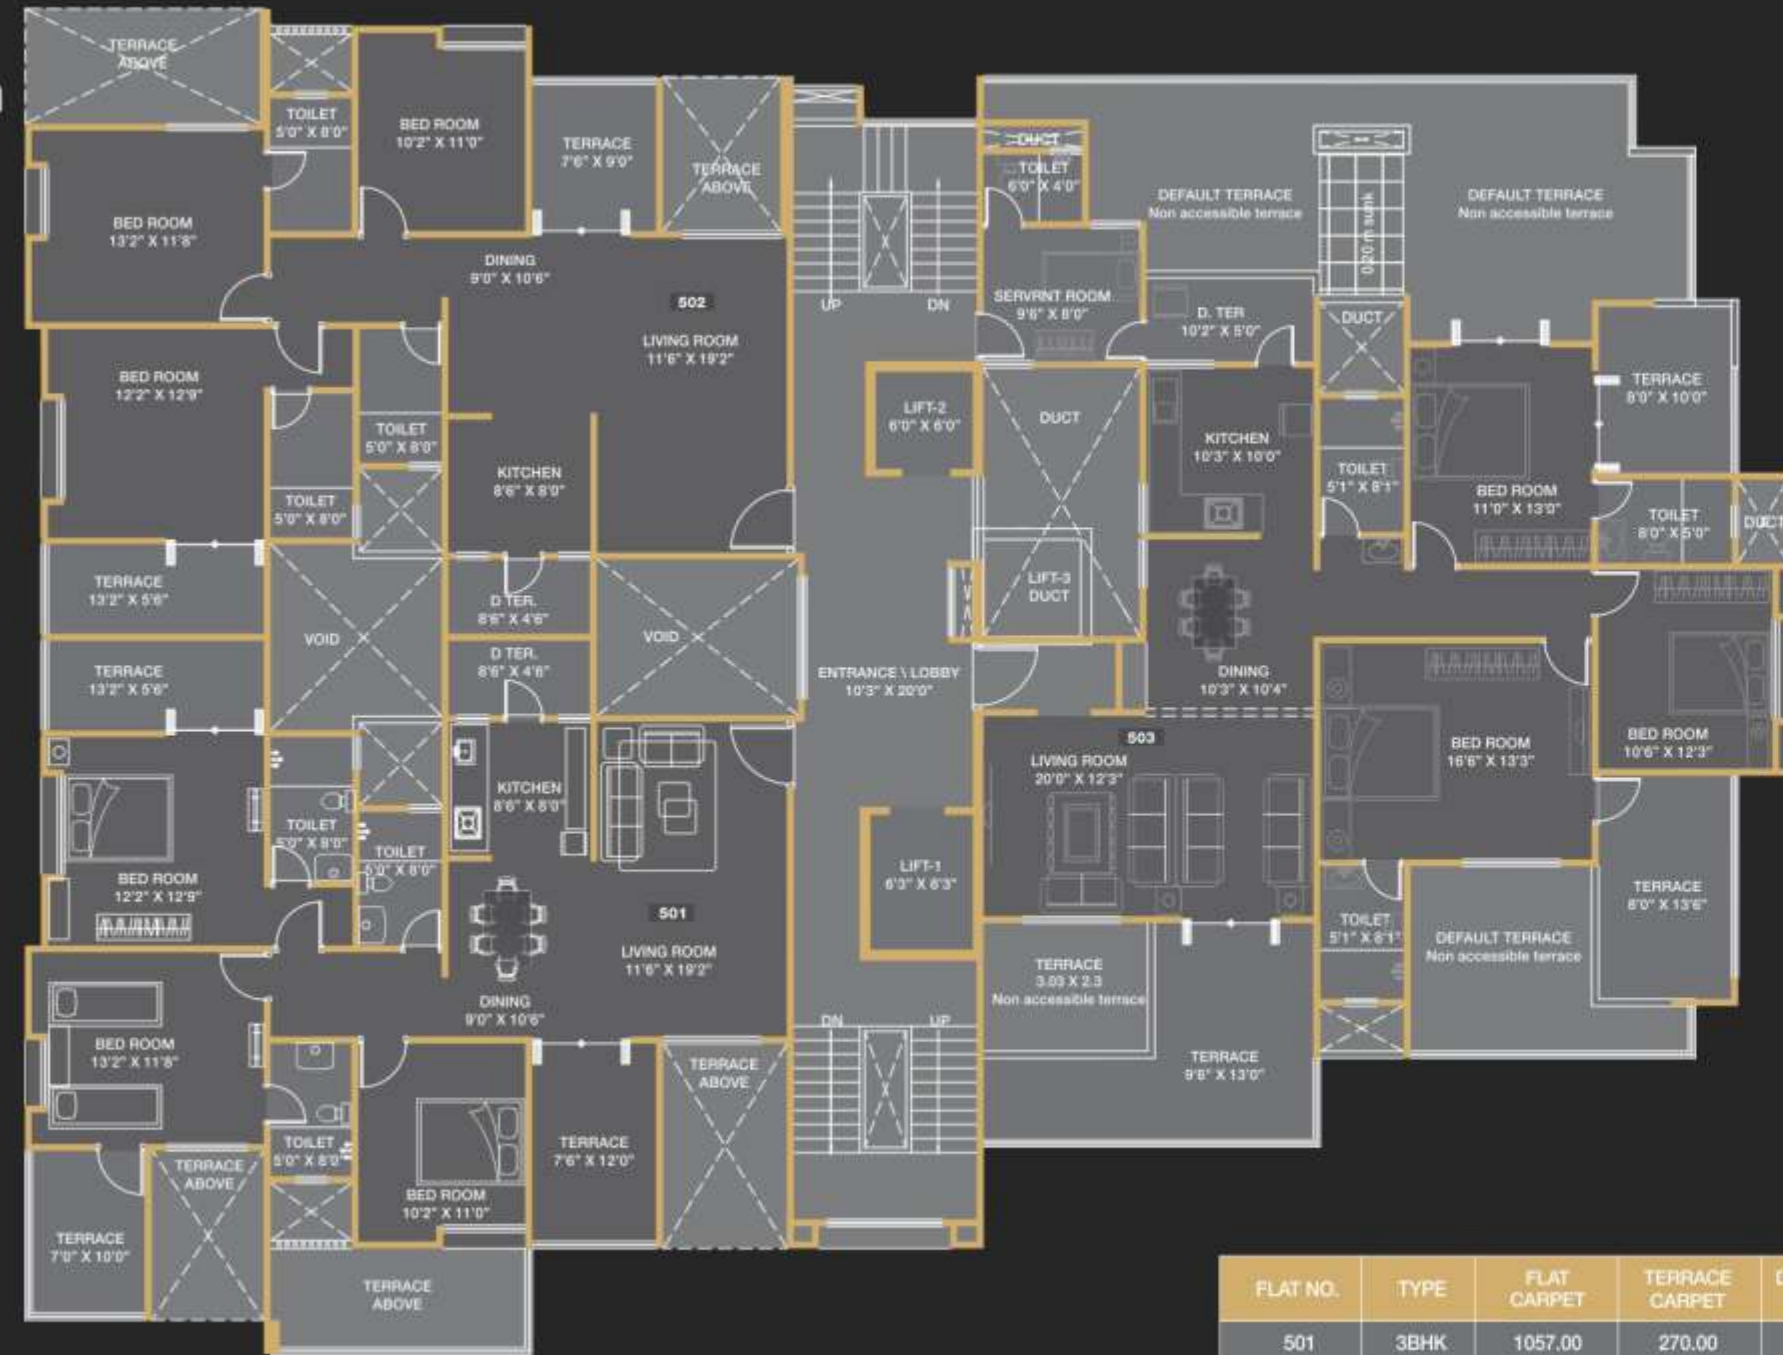 TERRACE
ABOVE
TOILET
5'0" X 8'0"
BED ROOM
10'2" X 11'0"
TERRACE
7'6" X 9'0"
TERRACE
ABOVE
BED ROOM
13'2" X 11'8"
DINING
9'0" X 10'6"
502
LIVING ROOM
11'6" X 19'2"
BED ROOM
12'2" X 12'9"
TOILET
5'0" X 8'0"
KITCHEN
8'6" X 8'0"
TOILET
5'0" X 8'0"
TERRACE
13'2" X 5'6"
D TER.
8'6" X 4'6"
VOID
VOID
D TER.
8'6" X 4'6"
TERRACE
13'2" X 5'6"
KITCHEN
8'6" X 8'0"
TOILET
5'0" X 8'0"
TOILET
5'0" X 8'0"
BED ROOM
12'2" X 12'9"
501
LIVING ROOM
11'6" X 19'2"
DINING
9'0" X 10'6"
BED ROOM
13'2" X 11'8"
TERRACE
ABOVE
TOILET
5'0" X 8'0"
TERRACE
7'6" X 12'0"
TERRACE
ABOVE
BED ROOM
10'2" X 11'0"
TERRACE
7'0" X 10'0"
TERRACE
ABOVE
UP
DN
LIFT-2
6'0" X 6'0"
ENTRANCE \ LOBBY
10'3" X 20'0"
LIFT-1
6'3" X 6'3"
DN
UP
DUCT
TOILET
6'0" X 4'0"
DEFAULT TERRACE
Non accessible terrace
0.20 m sunk
DEFAULT TERRACE
Non accessible terrace
SERVRNT ROOM
9'6" X 8'0"
D. TER
10'2" X 5'0"
DUCT
DUCT
TERRACE
8'0" X 10'0"
KITCHEN
10'3" X 10'0"
TOILET
5'1" X 8'1"
BED ROOM
11'0" X 13'0"
TOILET
8'0" X 5'0"
DUCT
LIFT-3
DUCT
DINING
10'3" X 10'4"
503
LIVING ROOM
20'0" X 12'3"
BED ROOM
16'6" X 13'3"
BED ROOM
10'6" X 12'3"
TERRACE
8'0" X 13'6"
TOILET
5'1" X 8'1"
DEFAULT TERRACE
Non accessible terrace
TERRACE
3.03 X 2.3
Non accessible terrace
TERRACE
9'6" X 13'0"
FLAT NO. TYPE FLAT CARPET TERRACE CARPET
501 3BHK 1057.00 270.00